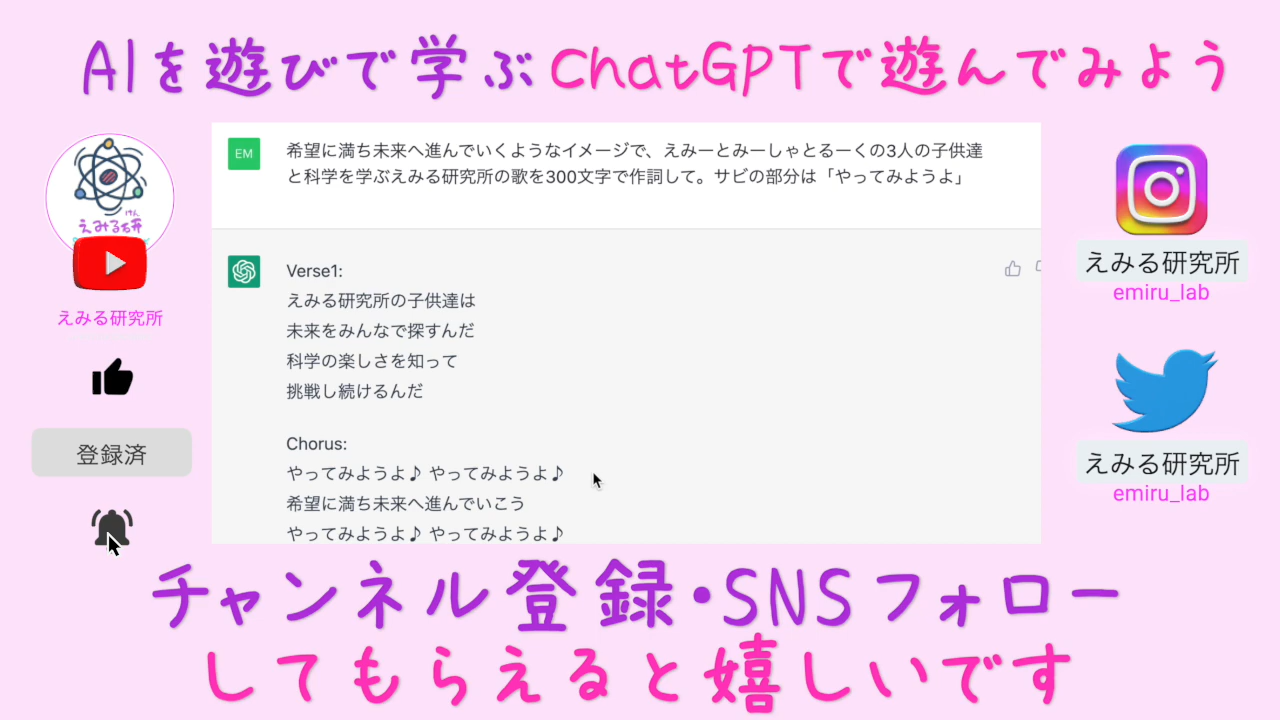 AIを遊びで学ぶChatGPTで遊んでみよう
けん
えみる研
えみる研究所
登録済
EM
希望に満ち未来へ進んでいくようなイメージで、えみーとみーしゃとるーくの3人の子供達
と科学を学ぶえみる研究所の歌を300文字で作詞して。サビの部分は「やってみようよ」
Verse1:
えみる研究所の子供達は
未来をみんなで探すんだ
科学の楽しさを知って
挑戦し続けるんだ
Chorus:
やってみようよ♪ やってみようよ♪
希望に満ち未来へ進んでいこう
やってみようよ♪ やってみようよ♪
えみる研究所
emiru_lab
えみる研究所
emiru_lab
チャンネル登録・SNSフォロー
してもらえると嬉しいです